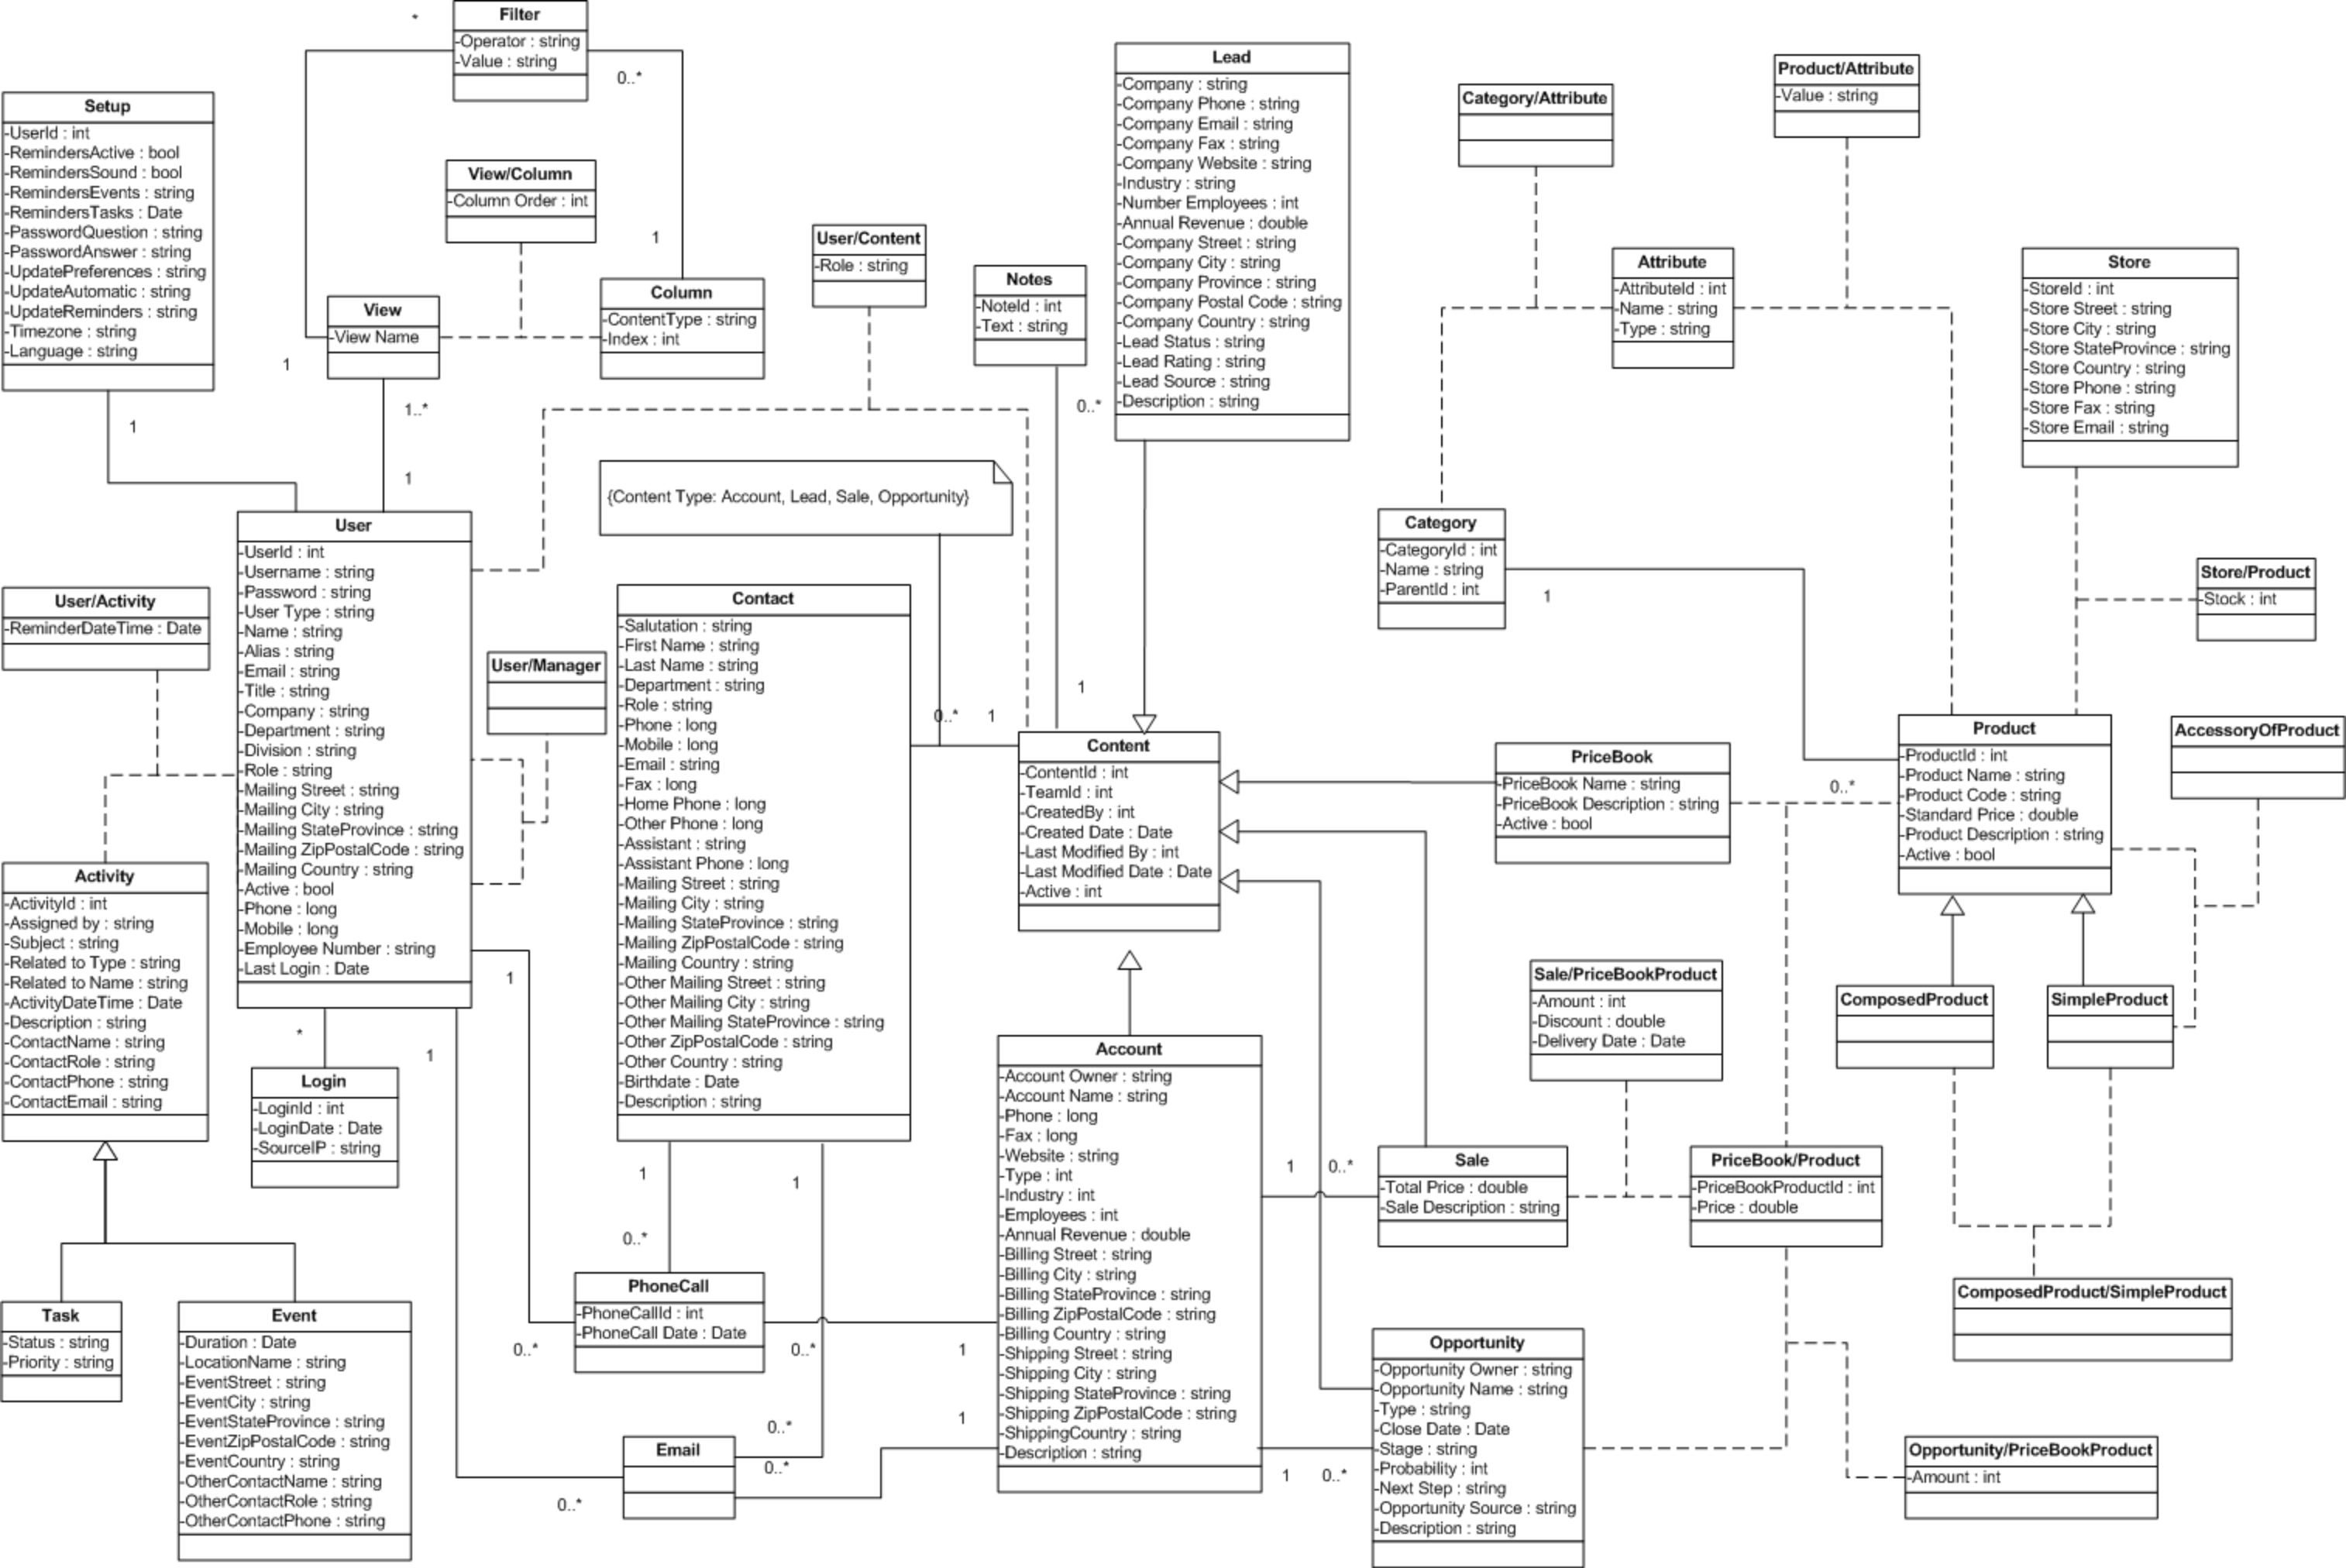 *
Filter
-Operator : string
-Value : string
0..*
Setup
-UserId : int
-RemindersActive : bool
-RemindersSound : bool
-RemindersEvents : string
-RemindersTasks : Date
-PasswordQuestion : string
-PasswordAnswer : string
-UpdatePreferences : string
-UpdateAutomatic : string
-UpdateReminders : string
-Timezone : string
-Language : string
1
View/Column
-Column Order : int
1
View
-View Name
1
1..*
1
Column
-ContentType : string
-Index : int
User/Content
-Role : string
Notes
-NoteId : int
-Text : string
0..*
1
Lead
-Company : string
-Company Phone : string
-Company Email : string
-Company Fax : string
-Company Website : string
-Industry : string
-Number Employees : int
-Annual Revenue : double
-Company Street : string
-Company City : string
-Company Province : string
-Company Postal Code : string
-Company Country : string
-Lead Status : string
-Lead Rating : string
-Lead Source : string
-Description : string
Category/Attribute
Product/Attribute
-Value : string
Attribute
-AttributeId : int
-Name : string
-Type : string
Store
-StoreId : int
-Store Street : string
-Store City : string
-Store StateProvince : string
-Store Country : string
-Store Phone : string
-Store Fax : string
-Store Email : string
{Content Type: Account, Lead, Sale, Opportunity}
Category
-CategoryId : int
-Name : string
-ParentId : int
1
Store/Product
-Stock : int
User
-UserId : int
-Username : string
-Password : string
-User Type : string
-Name : string
-Alias : string
-Email : string
-Title : string
-Company : string
-Department : string
-Division : string
-Role : string
-Mailing Street : string
-Mailing City : string
-Mailing StateProvince : string
-Mailing ZipPostalCode : string
-Mailing Country : string
-Active : bool
-Phone : long
-Mobile : long
-Employee Number : string
-Last Login : Date
User/Activity
-ReminderDateTime : Date
User/Manager
Contact
-Salutation : string
-First Name : string
-Last Name : string
-Department : string
-Role : string
-Phone : long
-Mobile : long
-Email : string
-Fax : long
-Home Phone : long
-Other Phone : long
-Assistant : string
-Assistant Phone : long
-Mailing Street : string
-Mailing City : string
-Mailing StateProvince : string
-Mailing ZipPostalCode : string
-Mailing Country : string
-Other Mailing Street : string
-Other Mailing City : string
-Other Mailing StateProvince : string
-Other ZipPostalCode : string
-Other Country : string
-Birthdate : Date
-Description : string
0..*
1
Content
-ContentId : int
-TeamId : int
-CreatedBy : int
-Created Date : Date
-Last Modified By : int
-Last Modified Date : Date
-Active : int
PriceBook
-PriceBook Name : string
-PriceBook Description : string
-Active : bool
0..*
Product
-ProductId : int
-Product Name : string
-Product Code : string
-Standard Price : double
-Product Description : string
-Active : bool
AccessoryOfProduct
Activity
-ActivityId : int
-Assigned by : string
-Subject : string
-Related to Type : string
-Related to Name : string
-ActivityDateTime : Date
-Description : string
-ContactName : string
-ContactRole : string
-ContactPhone : string
-ContactEmail : string
*
1
1
Login
-LoginId : int
-LoginDate : Date
-SourceIP : string
Sale/PriceBookProduct
-Amount : int
-Discount : double
-Delivery Date : Date
ComposedProduct
SimpleProduct
Account
-Account Owner : string
-Account Name : string
-Phone : long
-Fax : long
-Website : string
-Type : int
-Industry : int
-Employees : int
-Annual Revenue : double
-Billing Street : string
-Billing City : string
-Billing StateProvince : string
-Billing ZipPostalCode : string
-Billing Country : string
-Shipping Street : string
-Shipping City : string
-Shipping StateProvince : string
-Shipping ZipPostalCode : string
-ShippingCountry : string
-Description : string
1
0..*
Sale
-Total Price : double
-Sale Description : string
PriceBook/Product
-PriceBookProductId : int
-Price : double
1
1
0..*
PhoneCall
-PhoneCallId : int
-PhoneCall Date : Date
0..*
0..*
1
ComposedProduct/SimpleProduct
Task
-Status : string
-Priority : string
Event
-Duration : Date
-LocationName : string
-EventStreet : string
-EventCity : string
-EventStateProvince : string
-EventZipPostalCode : string
-EventCountry : string
-OtherContactName : string
-OtherContactRole : string
-OtherContactPhone : string
0..*
1
Email
0..*
0..*
1
0..*
Opportunity
-Opportunity Owner : string
-Opportunity Name : string
-Type : string
-Close Date : Date
-Stage : string
-Probability : int
-Next Step : string
-Opportunity Source : string
-Description : string
Opportunity/PriceBookProduct
-Amount : int